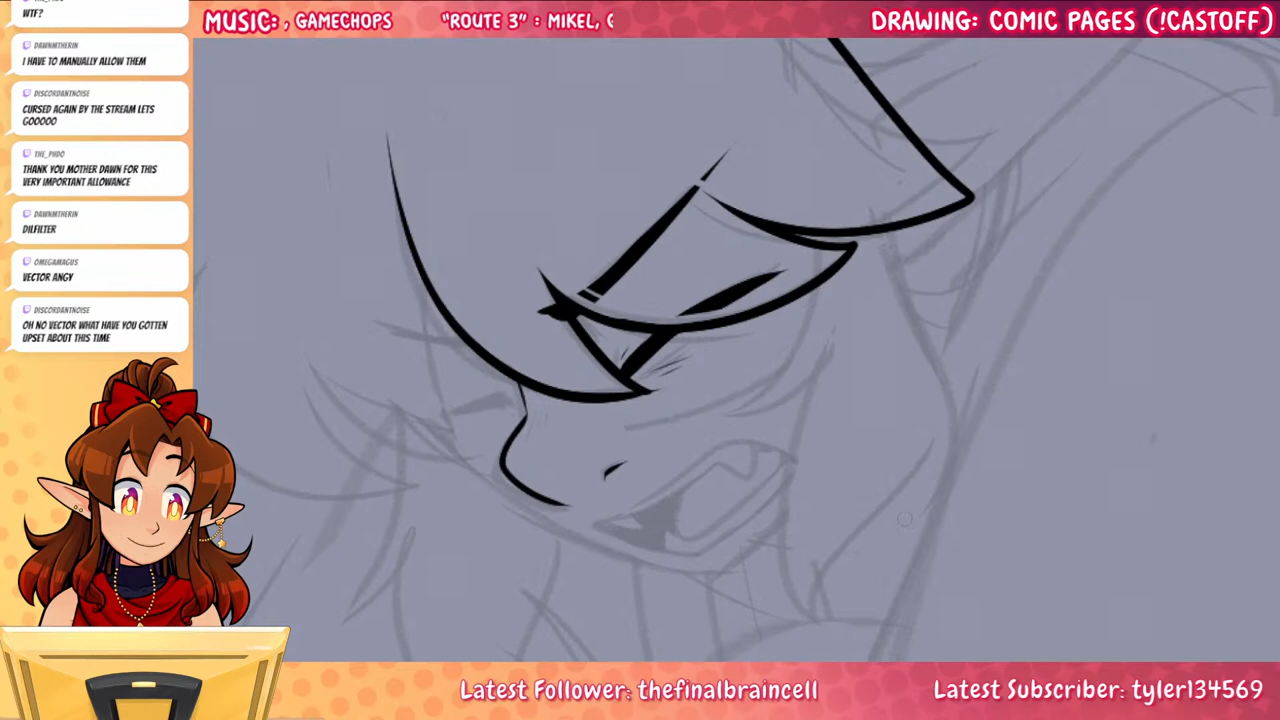 MUSIC: , GAMECHOPS "ROUTE 3" : MIKEL, G
DRAWING: COMIC PAGES (!CASTOFF)
WTF?
DAWNMTHERIN
I HAVE TO MANUALLY ALLOW THEM
DISCORDANTNOISE
CURSED AGAIN BY THE STREAM LETS
GOOOOO
THE_PHDO
THANK YOU MOTHER DAWN FOR THIS
VERY IMPORTANT ALLOWANCE
DAWNMTHERIN
DILFILTER
OMEGAMAGUS
VECTOR ANGY
DISCORDANTNOISE
OH NO VECTOR WHAT HAVE YOU GOTTEN
UPSET ABOUT THIS TIME
Latest Follower: thefinalbraincell
Latest Subscriber: tyler134569